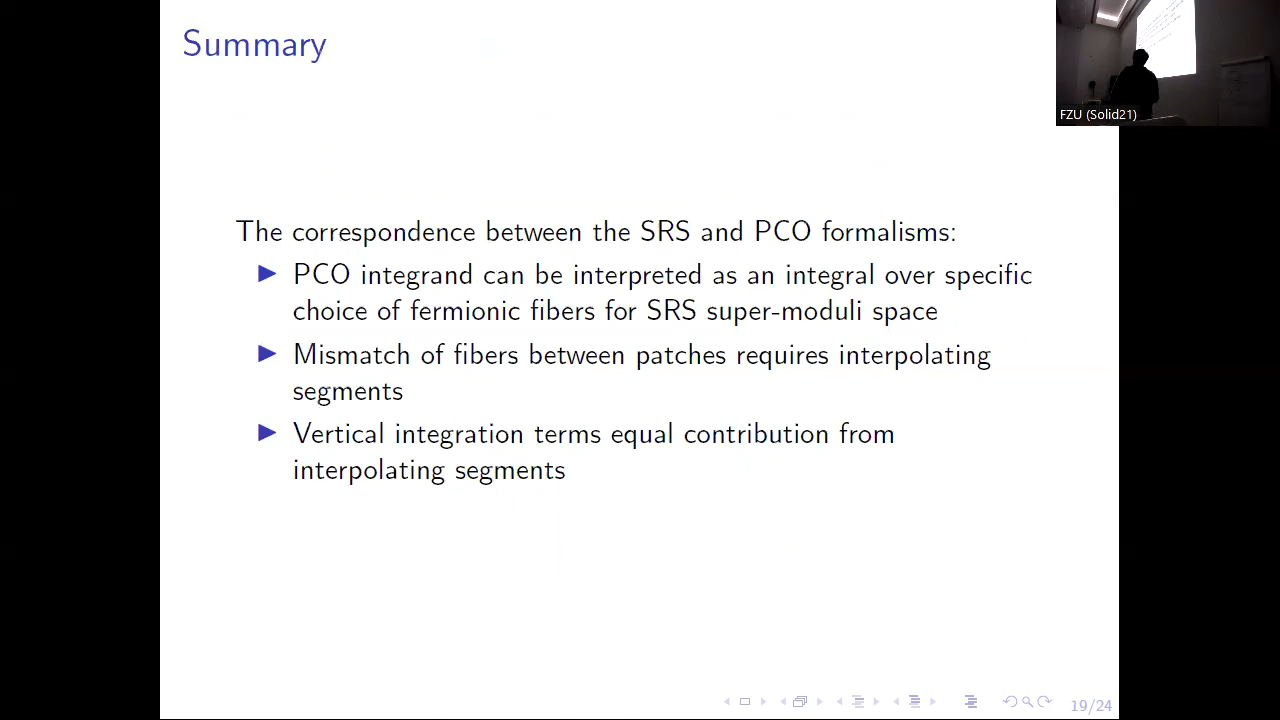 Summary
FZU (Solid21)
The correspondence between the SRS and PCO formalisms:
PCO integrand can be interpreted as an integral over specific
choice of fermionic fibers for SRS super-moduli space
Mismatch of fibers between patches requires interpolating
segments
Vertical integration terms equal contribution from
interpolating segments
19/24